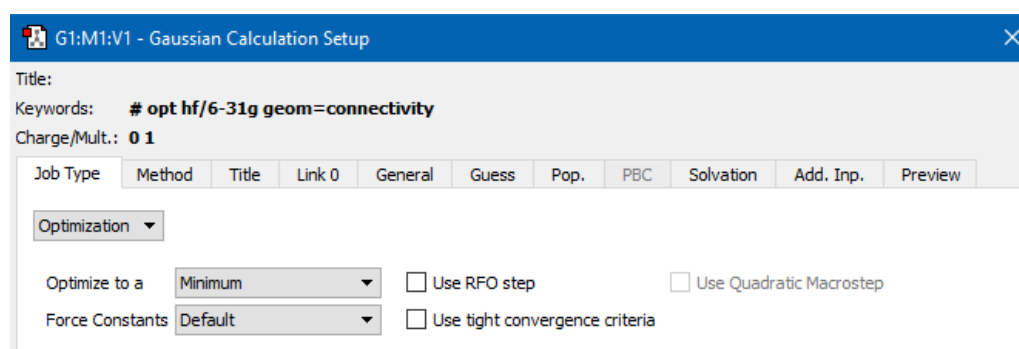 G1:M1:V1 - Gaussian Calculation Setup
Title:
Keywords: # opt hf/6-31g geom=connectivity
Charge/Mult.: 0 1
Job Type Method Title Link 0 General Guess Pop. PBC Solvation Add. Inp. Preview
Optimization
Optimize to a Minimum Use RFO step Use Quadratic Macrostep
Force Constants Default Use tight convergence criteria